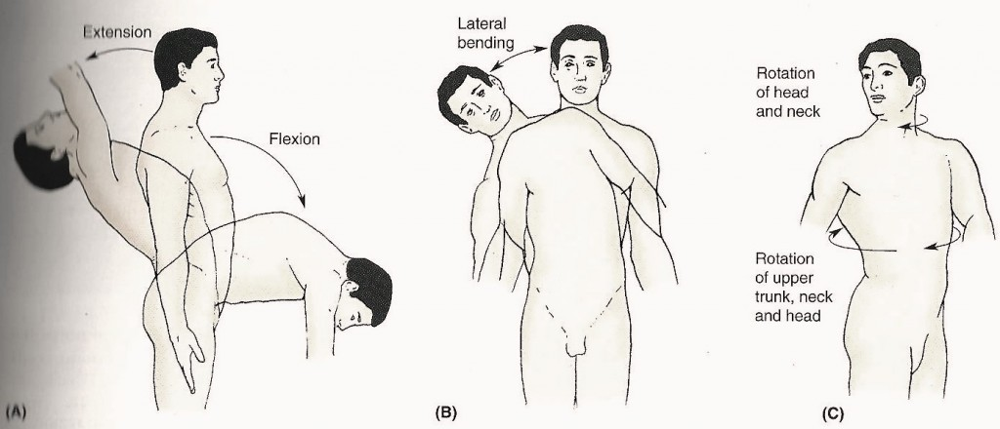 Extension
Flexion
(A)
Lateral
bending
(B)
Rotation
of head
and neck
Rotation
of upper
trunk, neck
and head
(C)